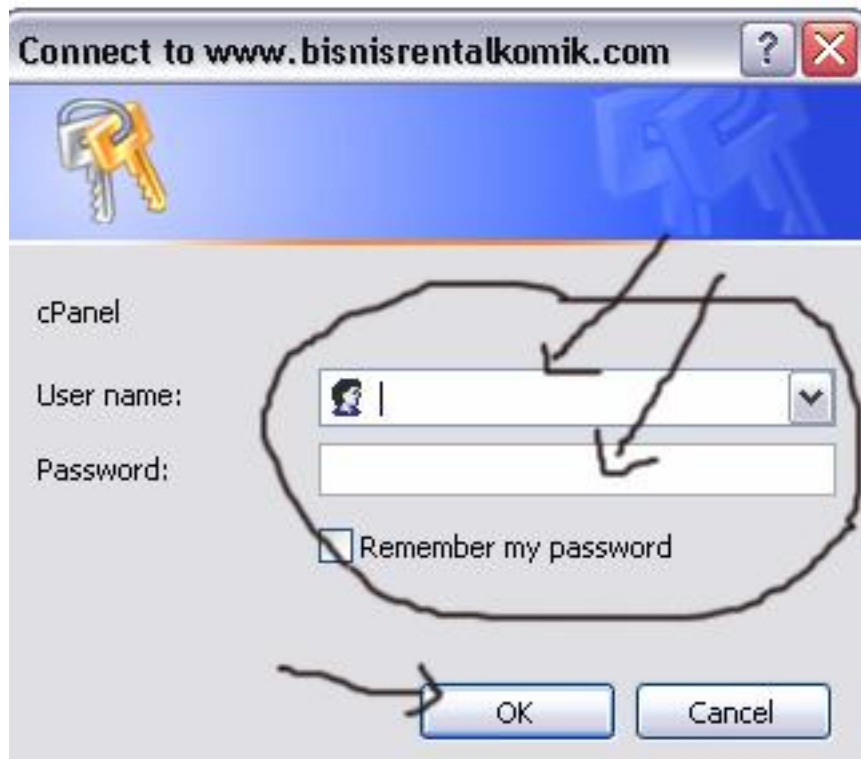 Connect to www.bisnisrentalkomik.com
cPanel
User name:
Password:
Remember my password
OK Cancel